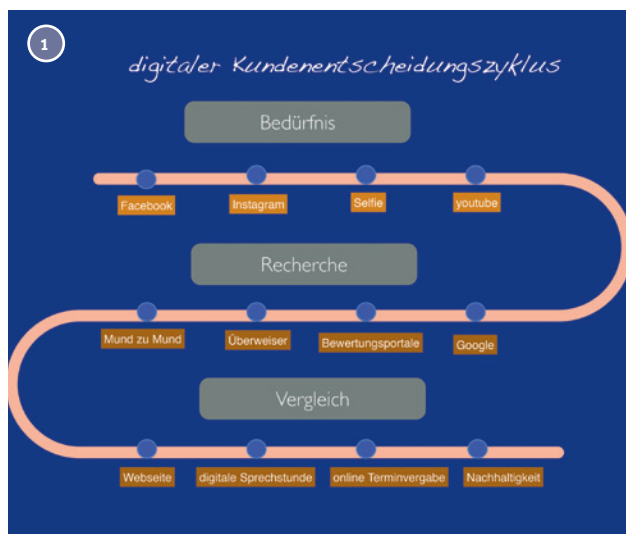 1
digitaler Kundenentscheidungszyklus
Bedürfnis
Facebook
Instagram
Selfie
youtube
Recherche
Mund zu Mund
Überweiser
Bewertungsportale
Google
Vergleich
Webseite
digitale Sprechstunde
online Terminvergabe
Nachhaltigkeit